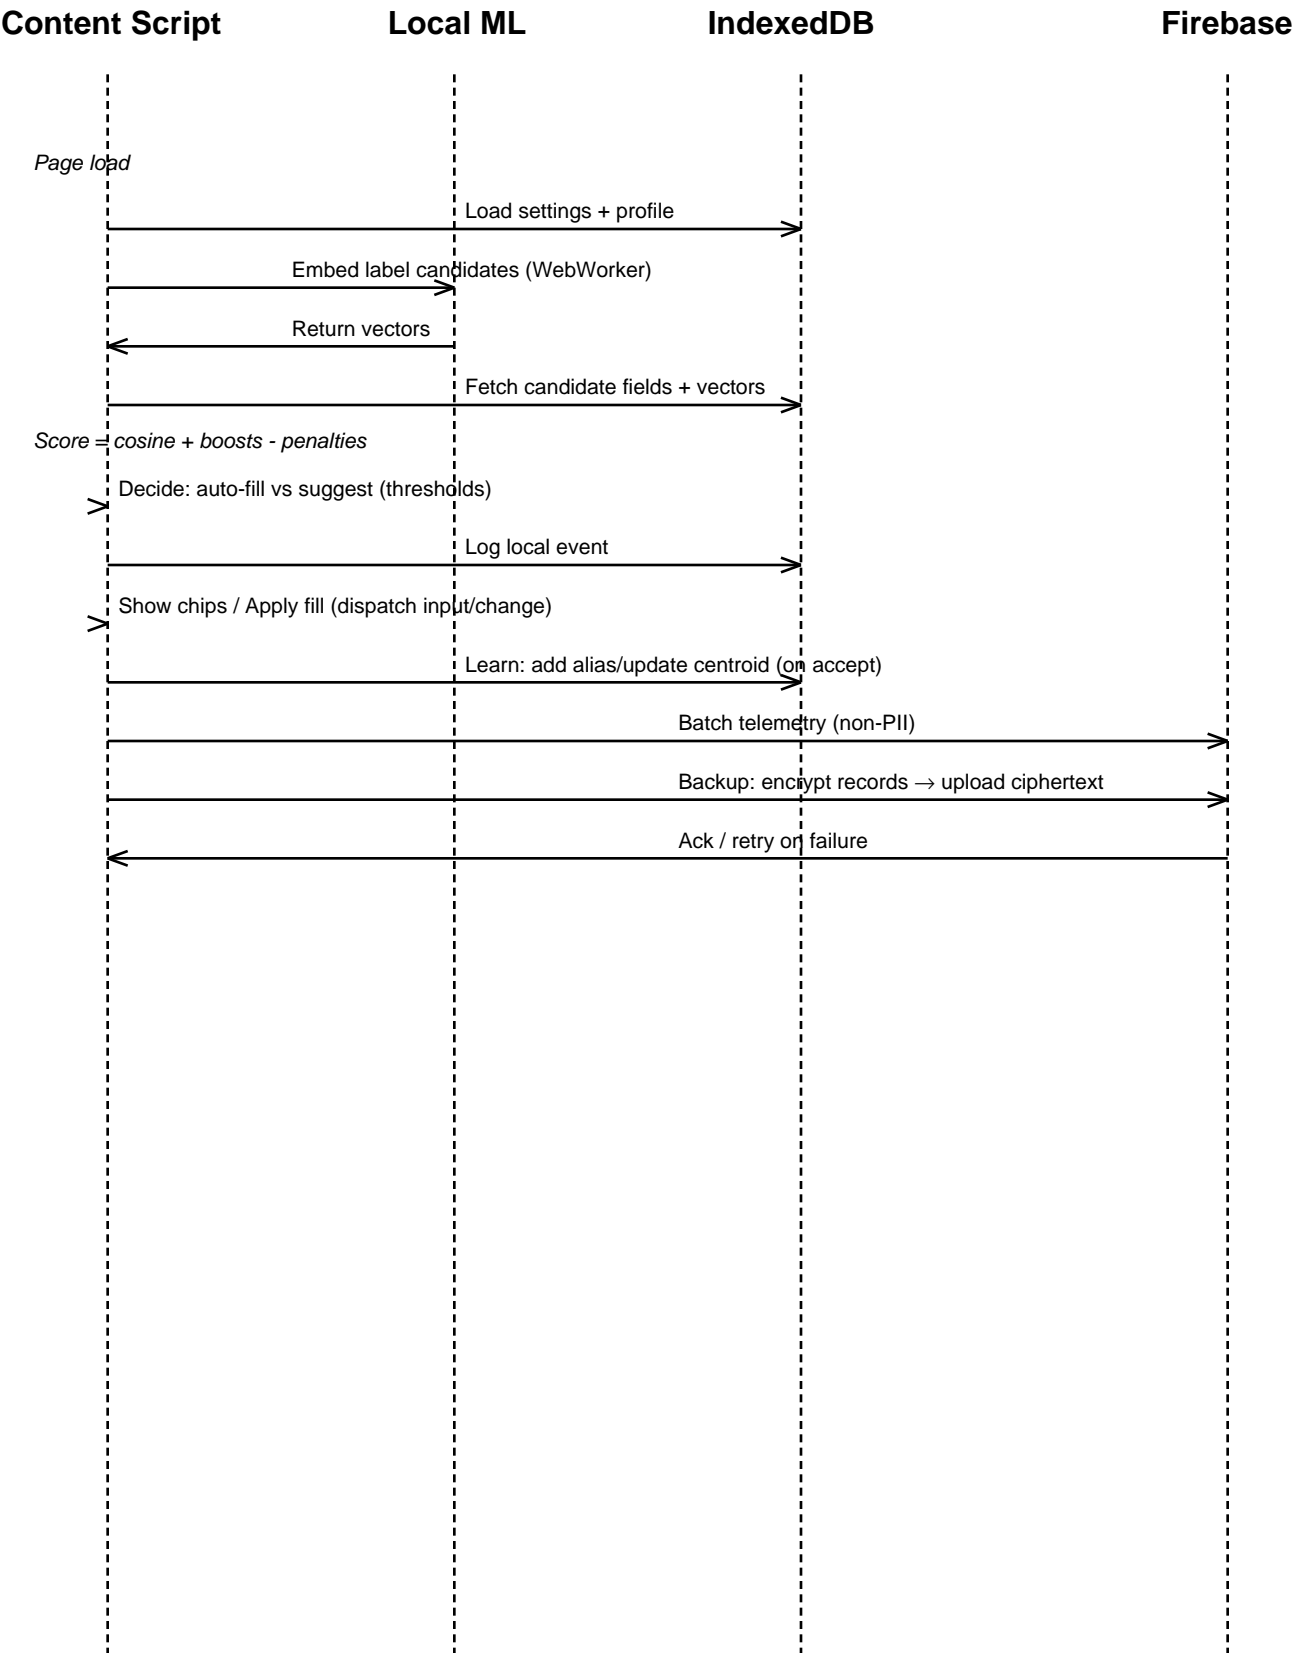 Content Script Local ML IndexedDB Firebase
Page load
Load settings + profile
Embed label candidates (WebWorker)
Return vectors
Fetch candidate fields + vectors
Score = cosine + boosts - penalties
Decide: auto-fill vs suggest (thresholds)
Log local event
Show chips / Apply fill (dispatch input/change)
Learn: add alias/update centroid (on accept)
Batch telemetry (non-PII)
Backup: encrypt records → upload ciphertext
Ack / retry on failure